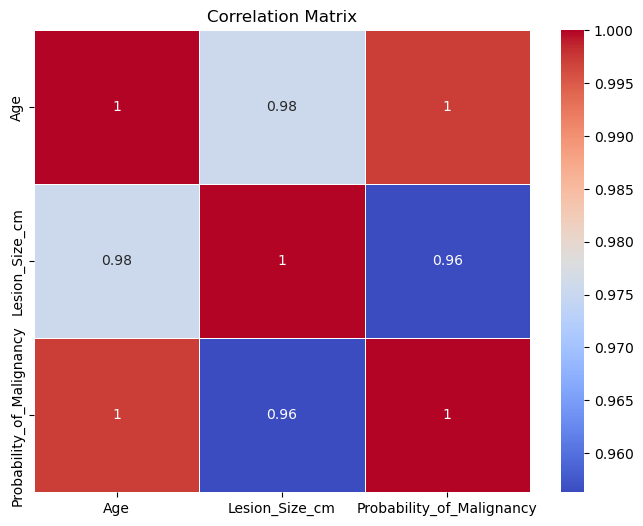 Correlation Matrix
Age
1
0.98
1
Lesion_Size_cm
0.98
1
0.96
Probability_of_Malignancy
1
0.96
1
Age
Lesion_Size_cm
Probability_of_Malignancy
1.000
0.995
0.990
0.985
0.980
0.975
0.970
0.965
0.960